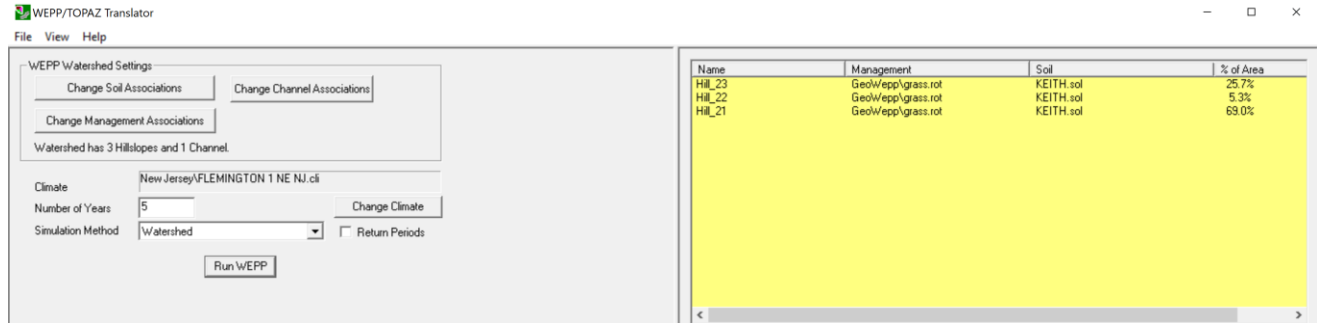 WEPP/TOPAZ Translator
File View Help
WEPP Watershed Settings
Change Soil Associations
Change Channel Associations
Change Management Associations
Watershed has 3 Hillslopes and 1 Channel.
Climate
New Jersey\FLEMINGTON 1 NE NJ.cli
Number of Years
5
Change Climate
Simulation Method
Watershed
Return Periods
Run WEPP
Name Management Soil % of Area
Hill_23 GeoWepp\grass.rot KEITH.sol 25.7%
Hill_22 GeoWepp\grass.rot KEITH.sol 5.3%
Hill_21 GeoWepp\grass.rot KEITH.sol 69.0%